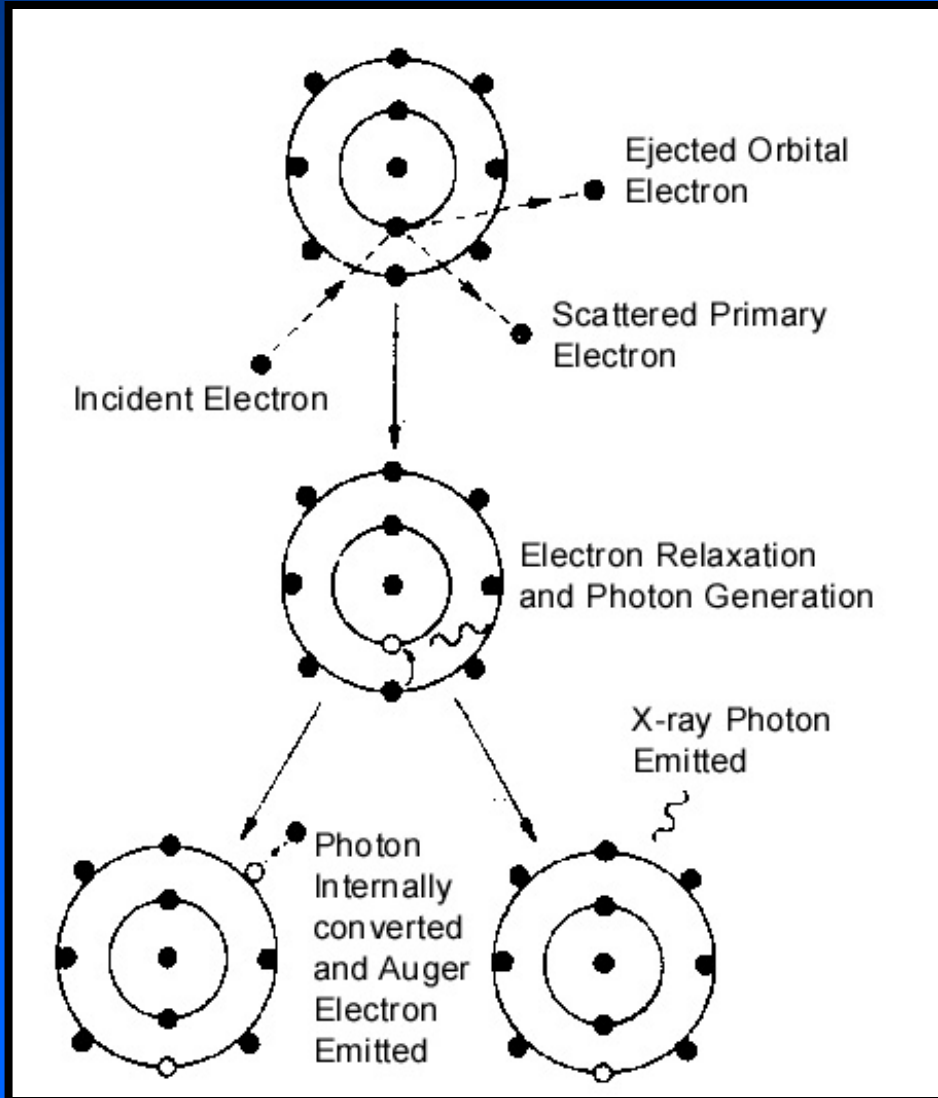 Ejected Orbital
Electron
Scattered Primary
Electron
Incident Electron
Electron Relaxation
and Photon Generation
X-ray Photon
Emitted
Photon
Internally
converted
and Auger
Electron
Emitted